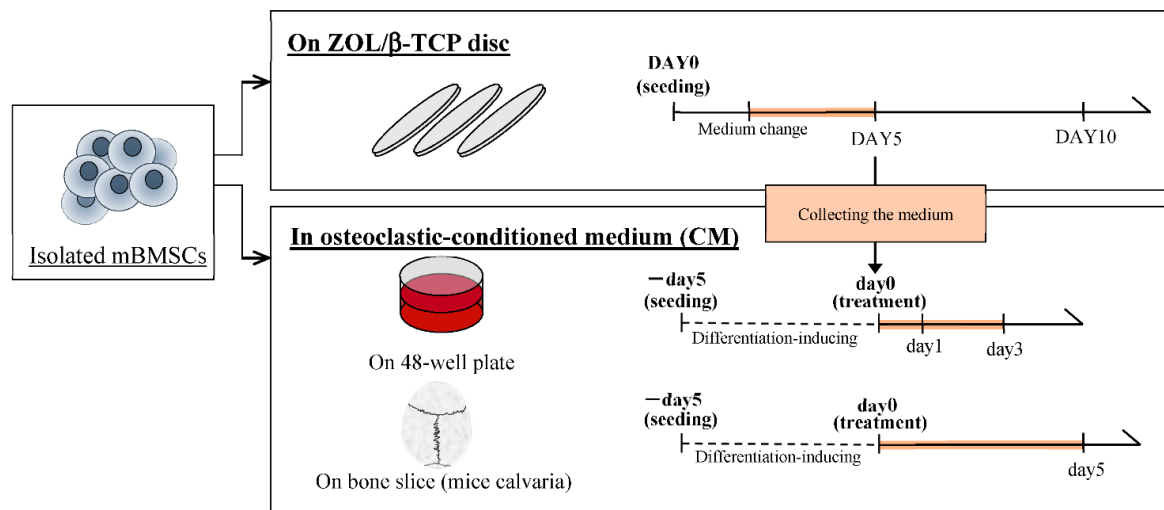 Isolated mBMSCs
On ZOL/β-TCP disc
DAY0
(seeding)
Medium change
DAY5
DAY10
Collecting the medium
In osteoclastic-conditioned medium (CM)
On 48-well plate
−day5
(seeding)
Differentiation-inducing
day0
(treatment)
day1
day3
On bone slice (mice calvaria)
−day5
(seeding)
Differentiation-inducing
day0
(treatment)
day5